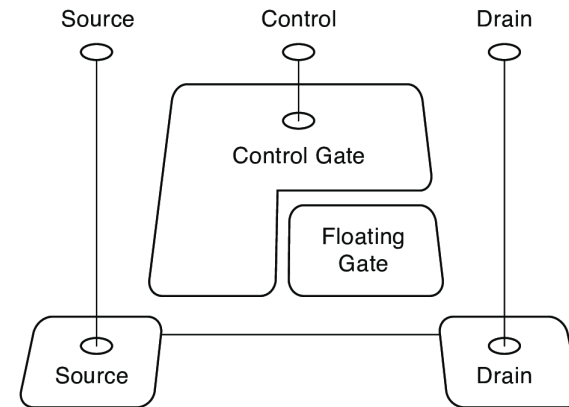 Source
Control
Drain
Control Gate
Floating
Gate
Source
Drain